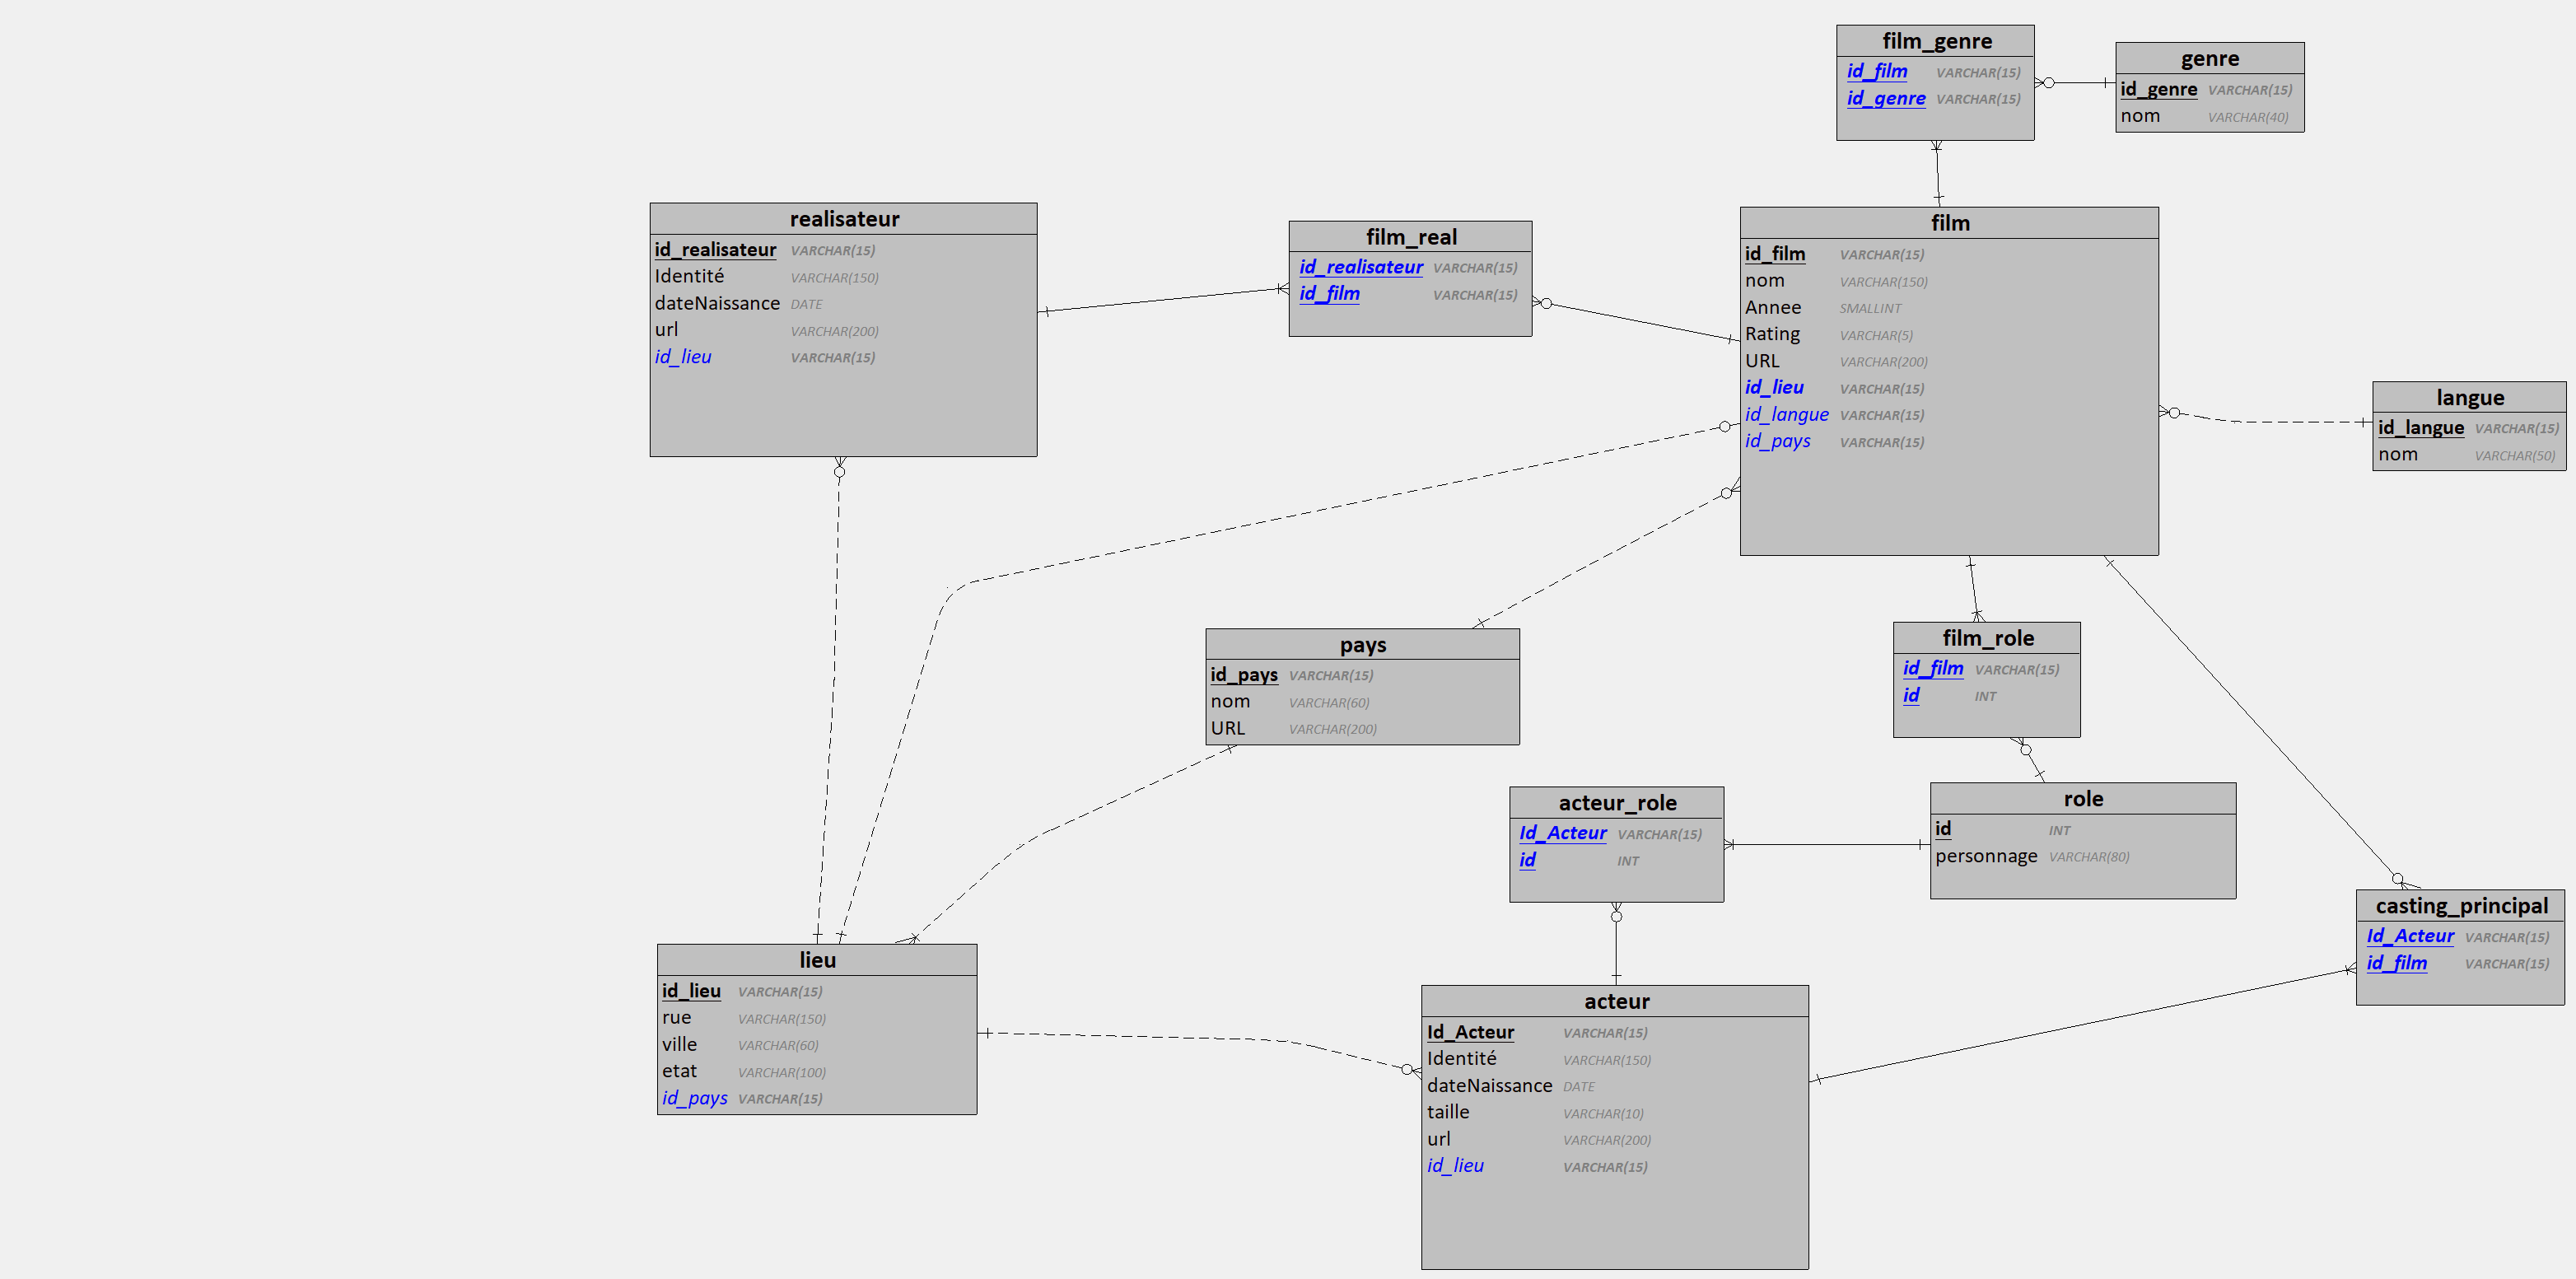 film_genre
id_film VARCHAR(15)
id_genre VARCHAR(15)
genre
id_genre VARCHAR(15)
nom VARCHAR(40)
realisateur
id_realisateur VARCHAR(15)
Identité VARCHAR(150)
dateNaissance DATE
url VARCHAR(200)
id_lieu VARCHAR(15)
film_real
id_realisateur VARCHAR(15)
id_film VARCHAR(15)
film
id_film VARCHAR(15)
nom VARCHAR(150)
Annee SMALLINT
Rating VARCHAR(5)
URL VARCHAR(200)
id_lieu VARCHAR(15)
id_langue VARCHAR(15)
id_pays VARCHAR(15)
langue
id_langue VARCHAR(15)
nom VARCHAR(50)
pays
id_pays VARCHAR(15)
nom VARCHAR(60)
URL VARCHAR(200)
film_role
id_film VARCHAR(15)
id INT
acteur_role
Id_Acteur VARCHAR(15)
id INT
role
id INT
personnage VARCHAR(80)
casting_principal
Id_Acteur VARCHAR(15)
id_film VARCHAR(15)
lieu
id_lieu VARCHAR(15)
rue VARCHAR(150)
ville VARCHAR(60)
etat VARCHAR(100)
id_pays VARCHAR(15)
acteur
Id_Acteur VARCHAR(15)
Identité VARCHAR(150)
dateNaissance DATE
taille VARCHAR(10)
url VARCHAR(200)
id_lieu VARCHAR(15)